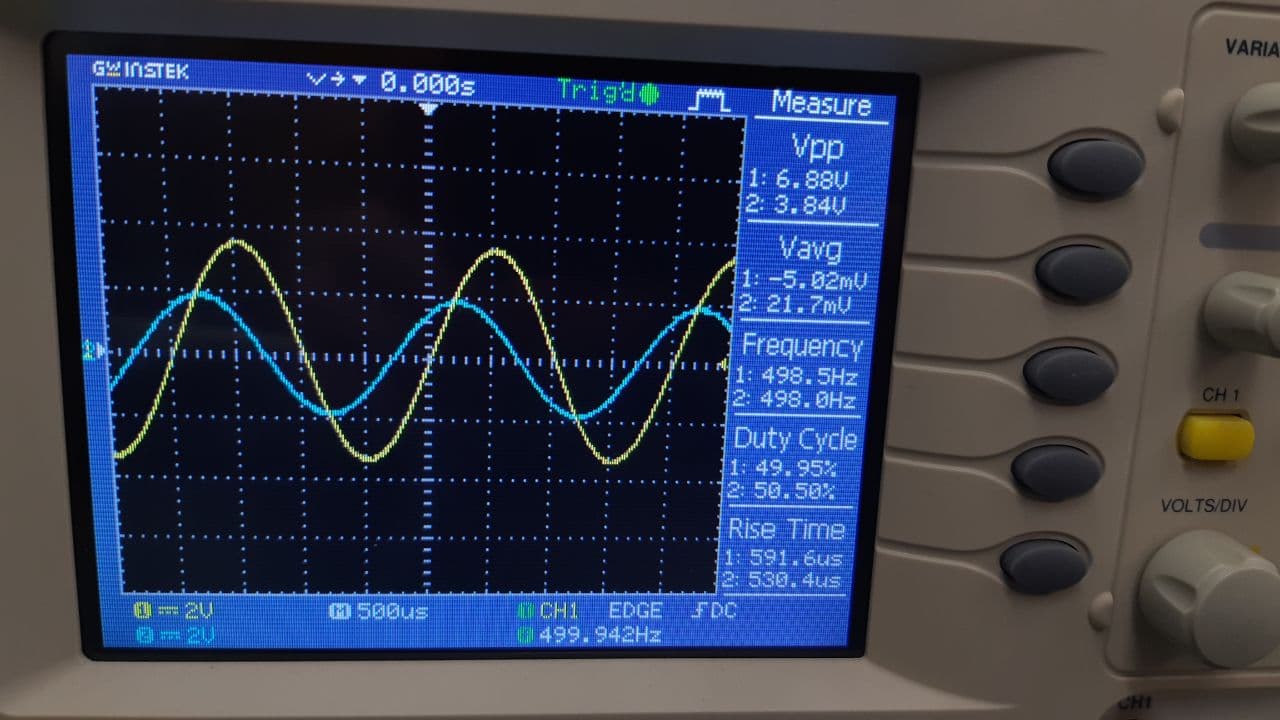 GW INSTEK 0.000s Trig'd Measure
Vpp
1: 6.88V
2: 3.84V
Vavg
1: -5.02mV
2: 21.7mV
Frequency
1: 498.5Hz
2: 498.0Hz
Duty Cycle
1: 49.95%
2: 50.50%
Rise Time
1: 591.6us
2: 530.4us
2
1 2V M 500us CH1 EDGE DC
2 2V 499.942Hz
VARIA
CH 1
VOLTS/DIV
CH1